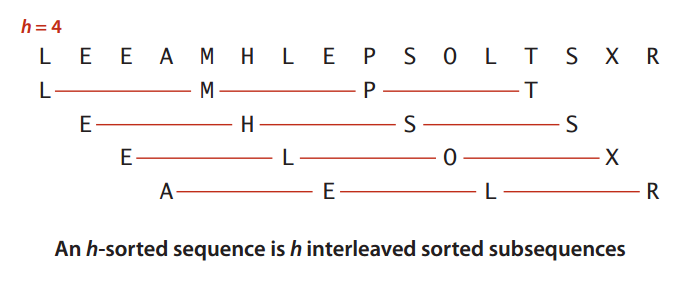 h = 4
L E E A M H L E P S O L T S X R
L M P T
E H S S
E L O X
A E L R
An h-sorted sequence is h interleaved sorted subsequences